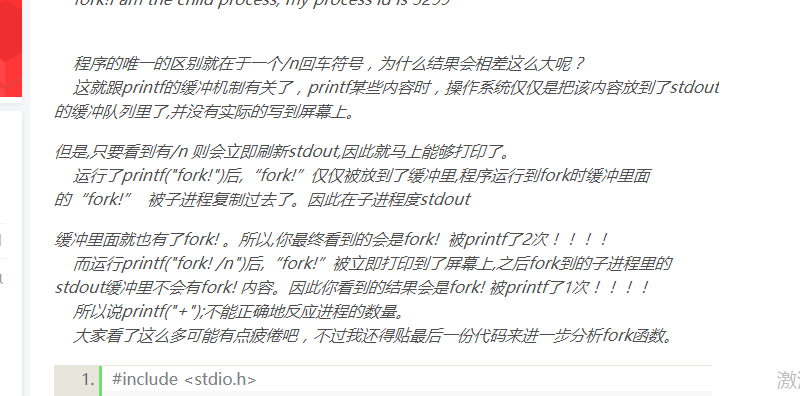 fork!I am the child process, my process id is 3299
程序的唯一的区别就在于一个/n回车符号，为什么结果会相差这么大呢？
这就跟printf的缓冲机制有关了，printf某些内容时，操作系统仅仅是把该内容放到了stdout
的缓冲队列里了,并没有实际的写到屏幕上。
但是,只要看到有/n 则会立即刷新stdout,因此就马上能够打印了。
运行了printf("fork!")后,“fork!”仅仅被放到了缓冲里,程序运行到fork时缓冲里面
的“fork!” 被子进程复制过去了。因此在子进程度stdout
缓冲里面就也有了fork! 。所以,你最终看到的会是fork! 被printf了2次！！！！
而运行printf("fork! /n")后,“fork!”被立即打印到了屏幕上,之后fork到的子进程里的
stdout缓冲里不会有fork! 内容。因此你看到的结果会是fork! 被printf了1次！！！！
所以说printf("+");不能正确地反应进程的数量。
大家看了这么多可能有点疲倦吧，不过我还得贴最后一份代码来进一步分析fork函数。
1. #include <stdio.h>